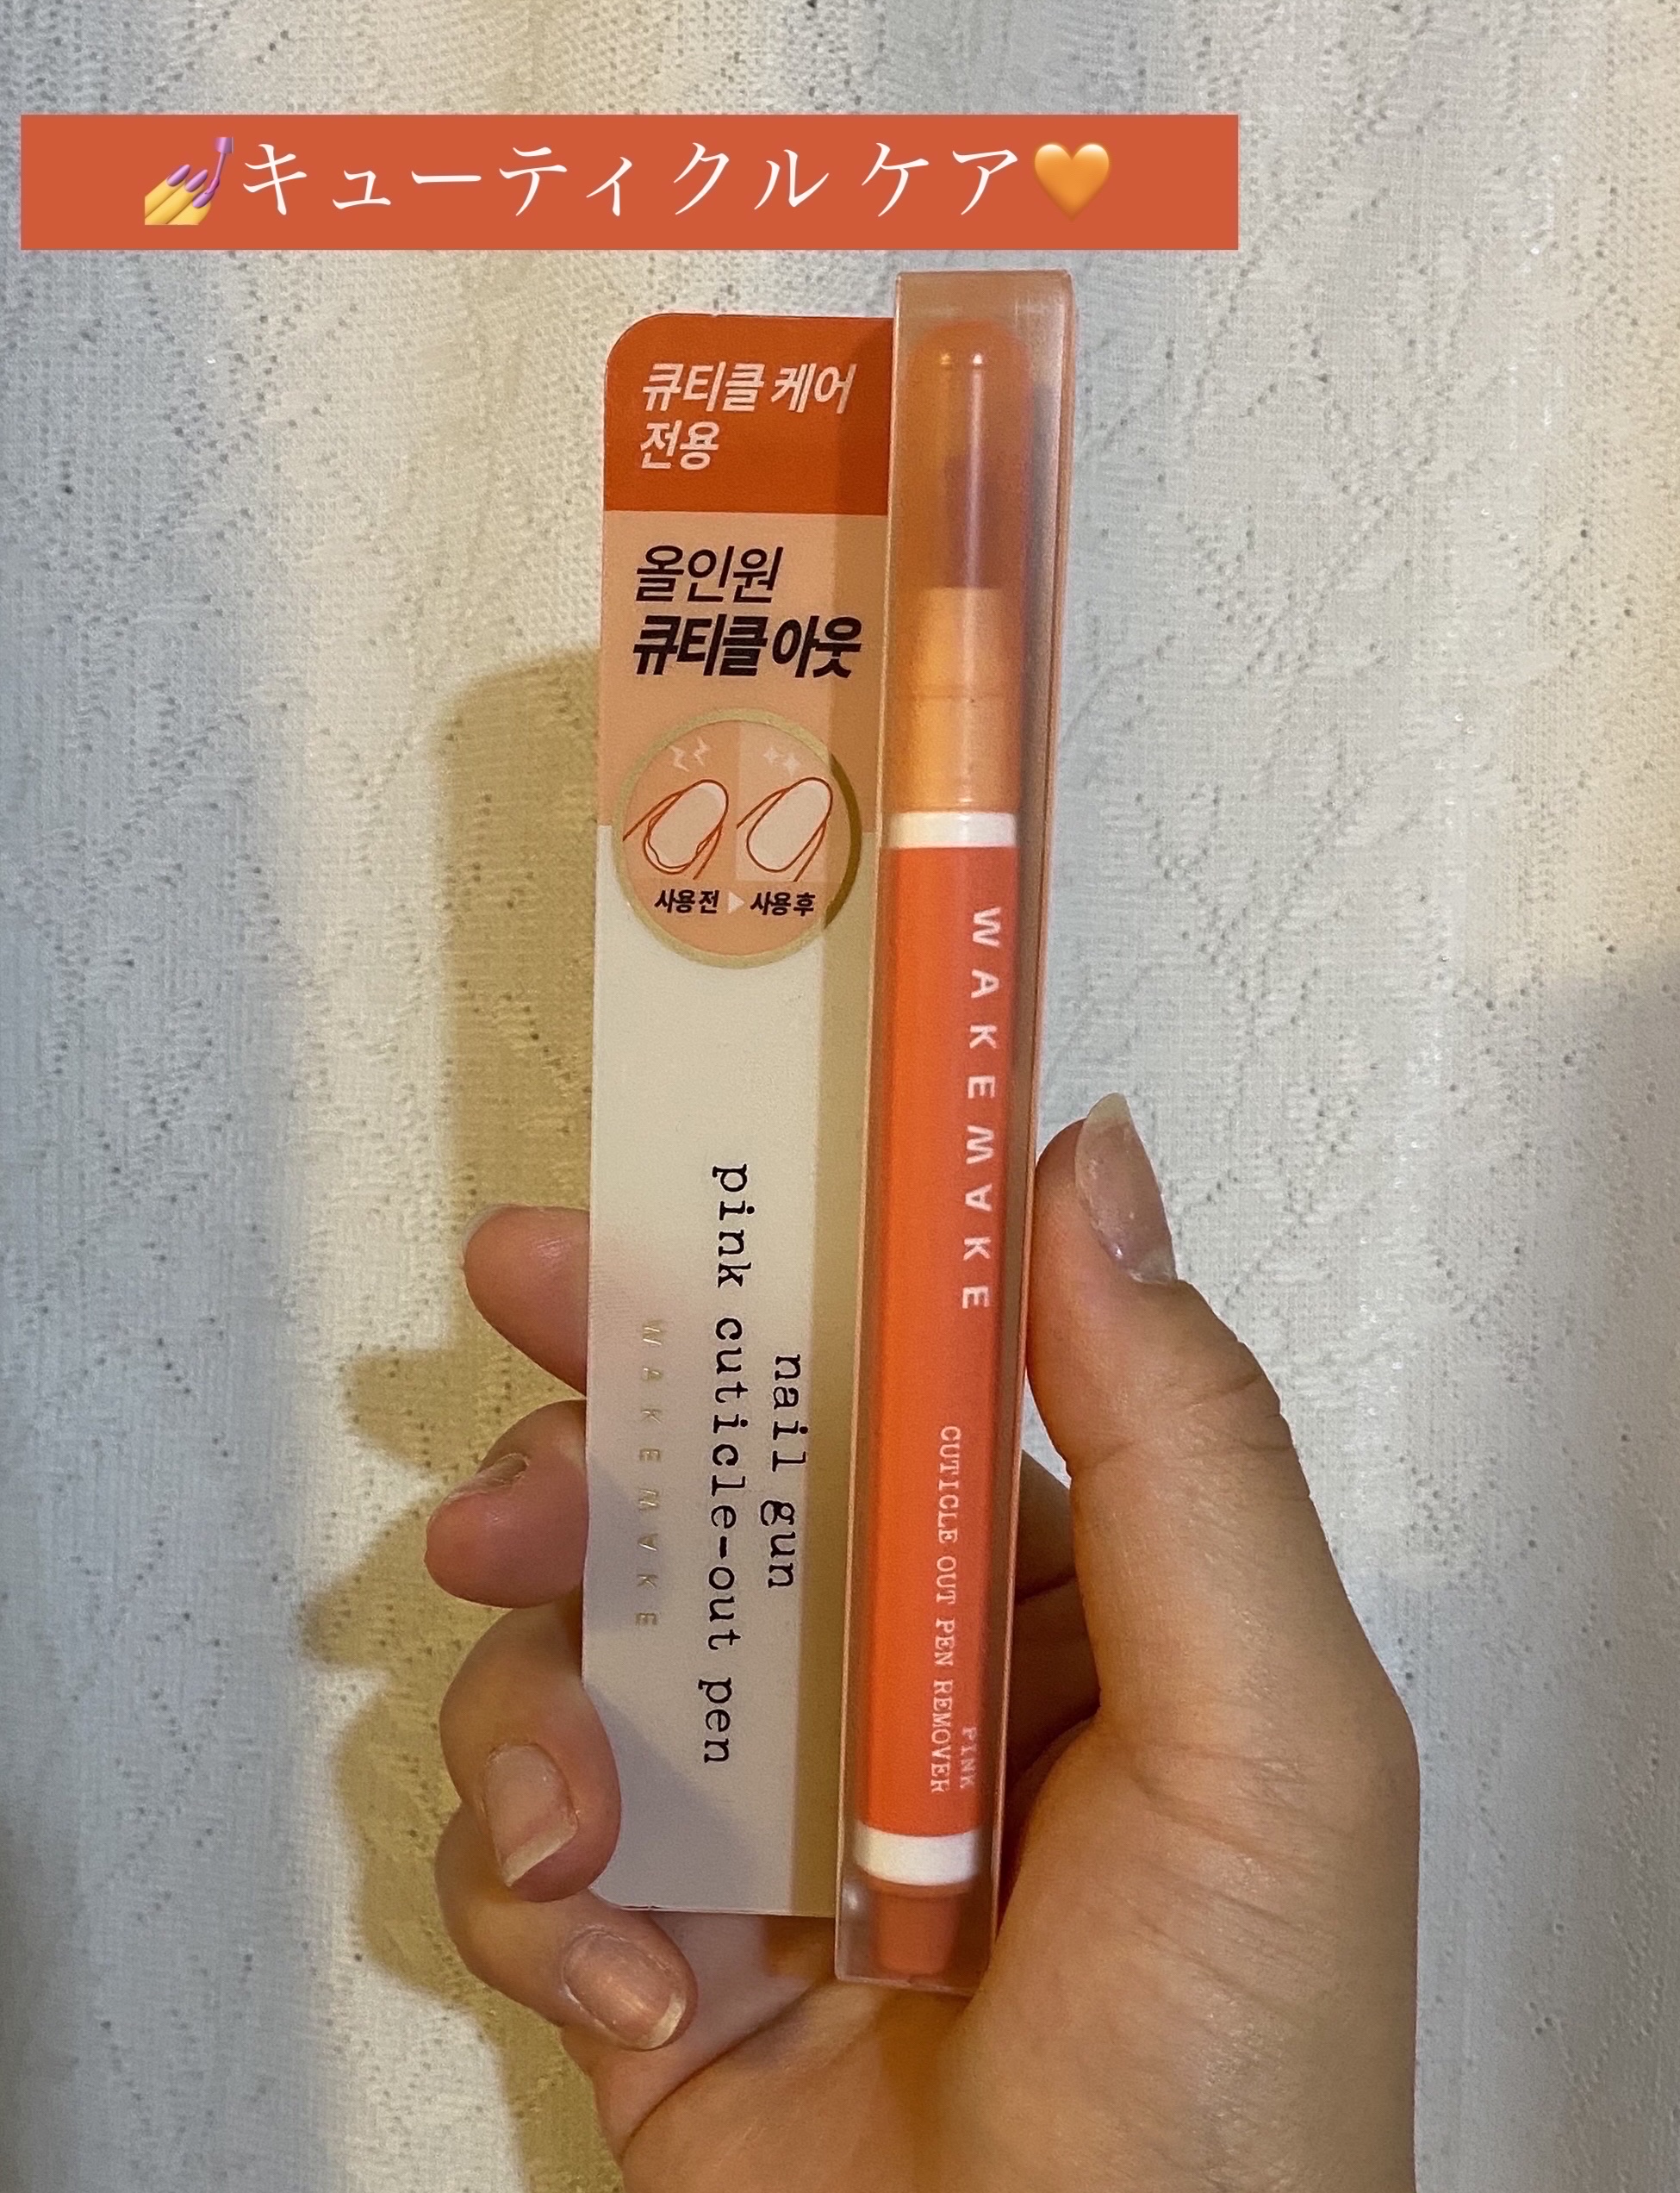 💅キューティクル ケア🧡
큐티클 케어
전용
올인원
큐티클 아웃
사용 전 ▶ 사용 후
nail gun
pink cuticle-out pen
WAKEMAKE
WAKEMAKE
PINK
CUTICLE OUT PEN REMOVER